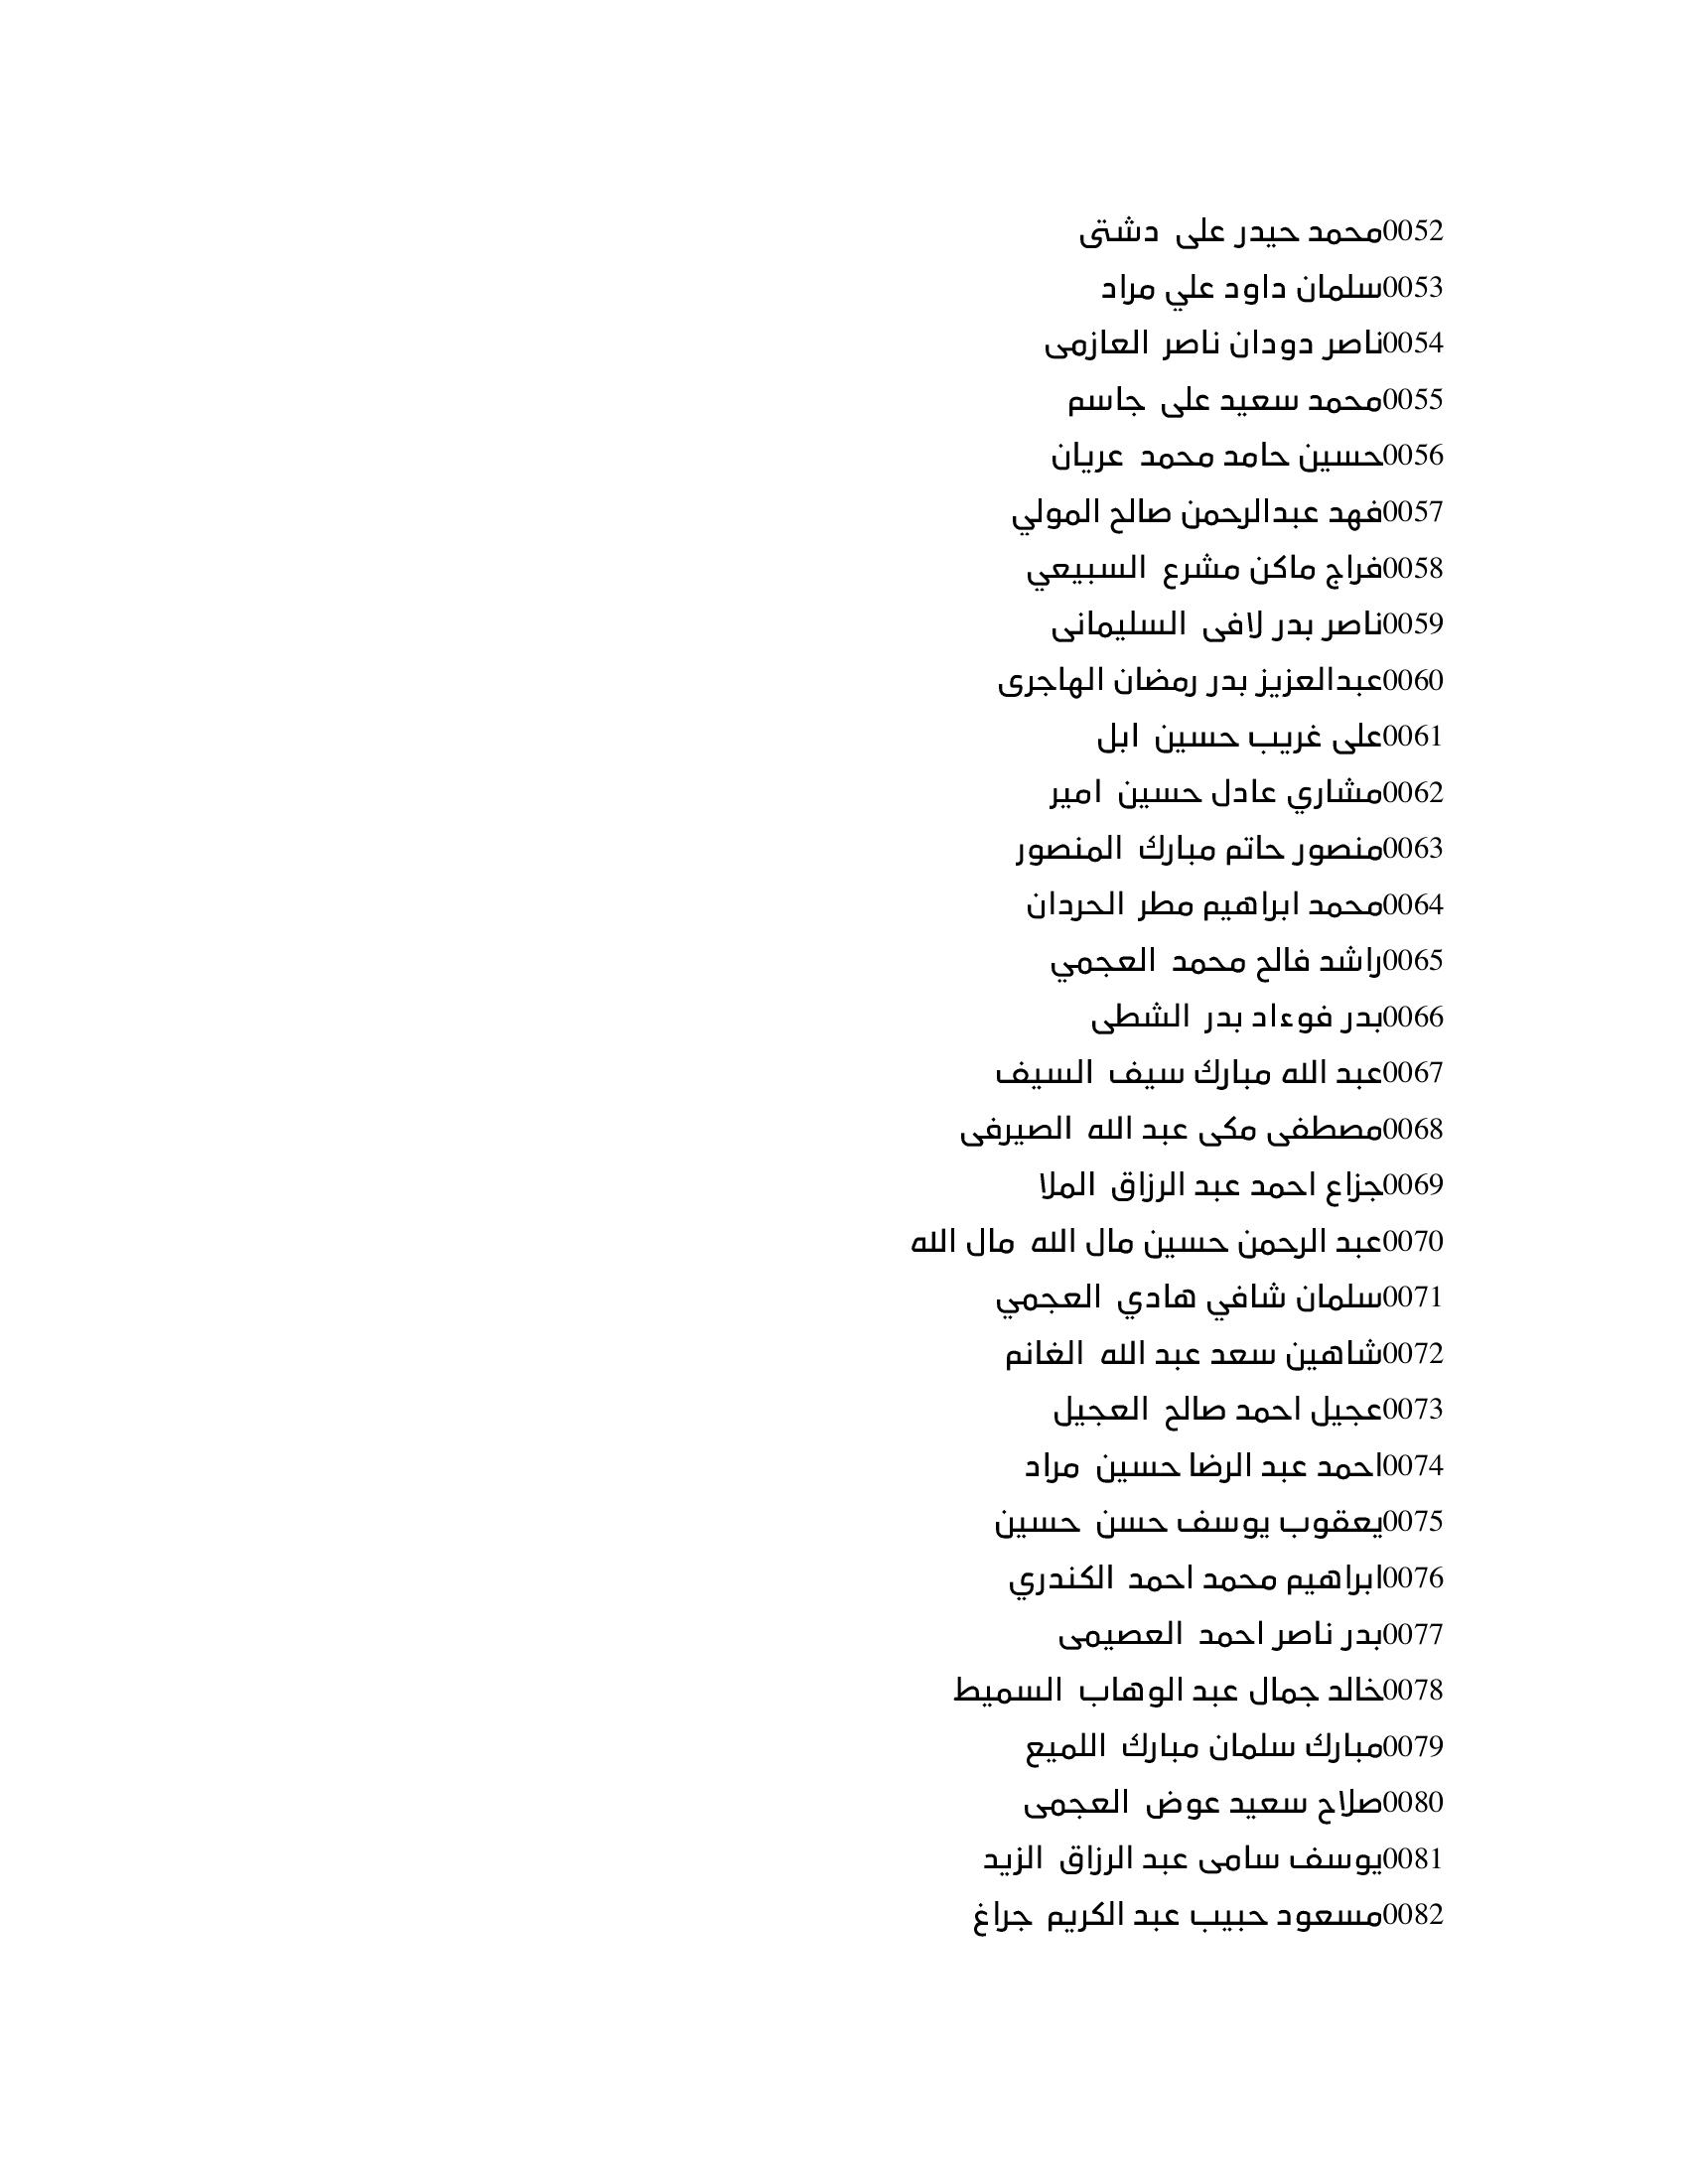 0052محمد حيدر على  دشتى
0053سلمان داود علي مراد
0054ناصر دودان ناصر  العازمى
0055محمد سعيد على  جاسم
0056حسين حامد محمد  عريان
0057فهد عبدالرحمن صالح المولي
0058فراج ماكن مشرع  السبيعي
0059ناصر بدر لافى  السليمانى
0060عبدالعزيز بدر رمضان الهاجرى
0061على غريب حسين  ابل
0062مشاري عادل حسين  امير
0063منصور حاتم مبارك  المنصور
0064محمد ابراهيم مطر  الحردان
0065راشد فالح محمد  العجمي
0066بدر فوءاد بدر  الشطى
0067عبد الله مبارك سيف  السيف
0068مصطفى مكى عبد الله  الصيرفى
0069جزاع احمد عبد الرزاق  الملا
0070عبد الرحمن حسين مال الله  مال الله
0071سلمان شافي هادي  العجمي
0072شاهين سعد عبد الله  الغانم
0073عجيل احمد صالح  العجيل
0074احمد عبد الرضا حسين  مراد
0075يعقوب يوسف حسن  حسين
0076ابراهيم محمد احمد  الكندري
0077بدر ناصر احمد  العصيمى
0078خالد جمال عبد الوهاب  السميط
0079مبارك سلمان مبارك  اللميع
0080صلاح سعيد عوض  العجمى
0081يوسف سامى عبد الرزاق  الزيد
0082مسعود حبيب عبد الكريم  جراغ